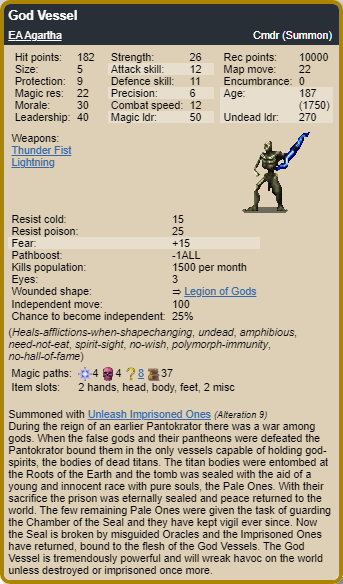 God Vessel
EA Agartha Cmdr (Summon)
Hit points: 182 Strength: 26 Rec points: 10000
Size: 5 Attack skill: 12 Map move: 22
Protection: 9 Defence skill: 11 Encumbrance: 0
Magic res: 22 Precision: 6 Age: 187
Morale: 30 Combat speed: 12 (1750)
Leadership: 40 Magic ldr: 50 Undead ldr: 270
Weapons:
Thunder Fist
Lightning
Resist cold: 15
Resist poison: 25
Fear: +15
Pathboost: -1ALL
Kills population: 1500 per month
Eyes: 3
Wounded shape: ⇒ Legion of Gods
Independent move: 100
Chance to become independent: 25%
(Heals-afflictions-when-shapechanging, undead, amphibious,
need-not-eat, spirit-sight, no-wish, polymorph-immunity,
no-hall-of-fame)
Magic paths: 4 4 ? 8 37
Item slots: 2 hands, head, body, feet, 2 misc
Summoned with Unleash Imprisoned Ones (Alteration 9)
During the reign of an earlier Pantokrator there was a war among
gods. When the false gods and their pantheons were defeated the
Pantokrator bound them in the only vessels capable of holding god-
spirits, the bodies of dead titans. The titan bodies were entombed at
the Roots of the Earth and the tomb was sealed with the aid of a
young and innocent race with pure souls, the Pale Ones. With their
sacrifice the prison was eternally sealed and peace returned to the
world. The few remaining Pale Ones were given the task of guarding
the Chamber of the Seal and they have kept vigil ever since. Now
the Seal is broken by misguided Oracles and the Imprisoned Ones
have returned, bound to the flesh of the God Vessels. The God
Vessel is tremendously powerful and will wreak havoc on the world
unless destroyed or imprisoned once more.